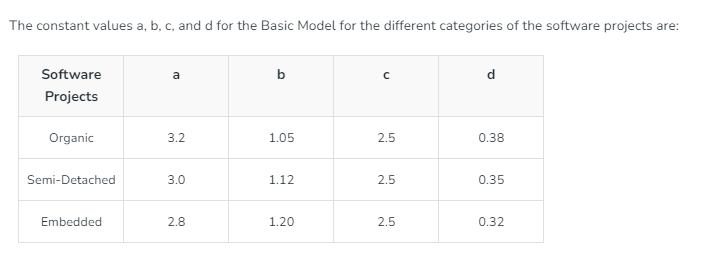 The constant values a, b, c, and d for the Basic Model for the different categories of the software projects are:
Software Projects a b c d
Organic 3.2 1.05 2.5 0.38
Semi-Detached 3.0 1.12 2.5 0.35
Embedded 2.8 1.20 2.5 0.32